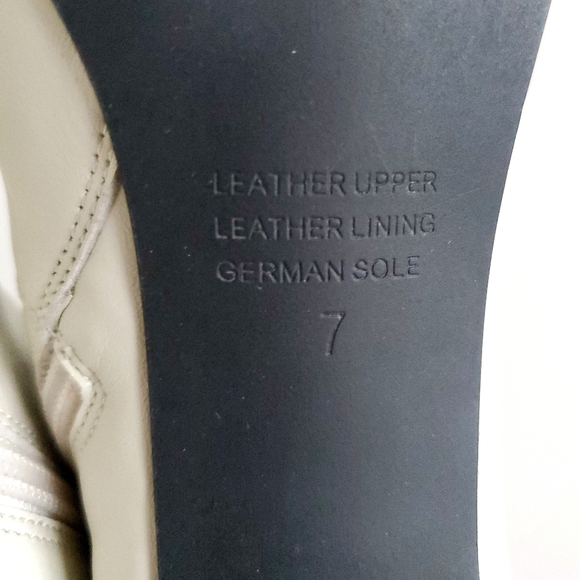 LEATHER UPPER
LEATHER LINING
GERMAN SOLE
7